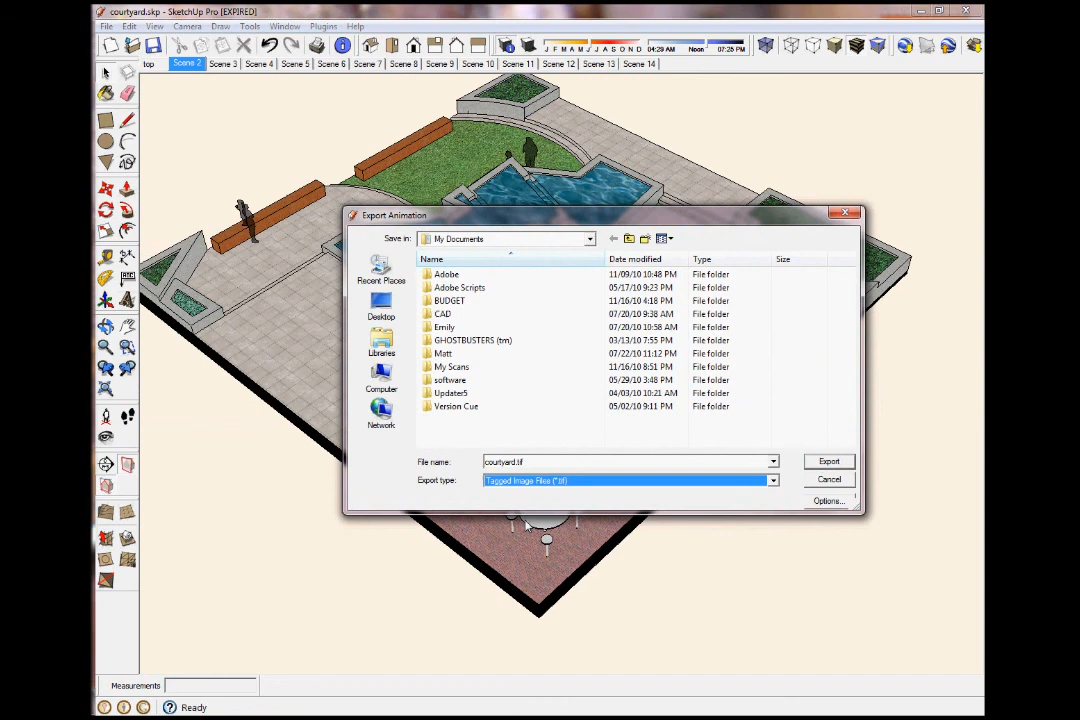 courtyard.skp - SketchUp Pro [EXPIRED]
File Edit View Camera Draw Tools Window Plugins Help
J F M A M J J A S O N D 04:29 AM Noon 07:25 PM
top Scene 2 Scene 3 Scene 4 Scene 5 Scene 6 Scene 7 Scene 8 Scene 9 Scene 10 Scene 11 Scene 12 Scene 13 Scene 14
Export Animation
Save in: My Documents
Name Date modified Type Size
Recent Places
Desktop
Libraries
Computer
Network
Adobe 11/09/10 10:48 PM File folder
Adobe Scripts 05/17/10 9:23 PM File folder
BUDGET 11/16/10 4:18 PM File folder
CAD 07/20/10 9:38 AM File folder
Emily 07/20/10 10:58 AM File folder
GHOSTBUSTERS (tm) 03/13/10 7:55 PM File folder
Matt 07/22/10 11:12 PM File folder
My Scans 11/16/10 8:51 PM File folder
software 05/29/10 3:48 PM File folder
Updater5 04/03/10 10:21 AM File folder
Version Cue 05/02/10 9:11 PM File folder
File name: courtyard.tif Export
Export type: Tagged Image Files (*.tif) Cancel
Options...
Measurements
Ready